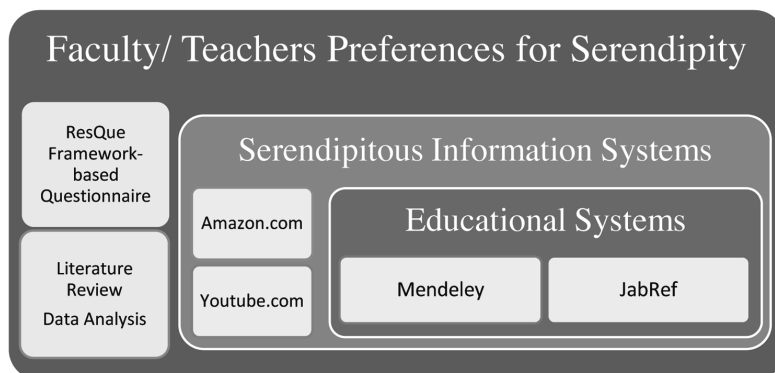 Faculty/ Teachers Preferences for Serendipity
ResQue
Framework-
based
Questionnaire
Literature
Review
Data Analysis
Serendipitous Information Systems
Amazon.com
Youtube.com
Educational Systems
Mendeley
JabRef